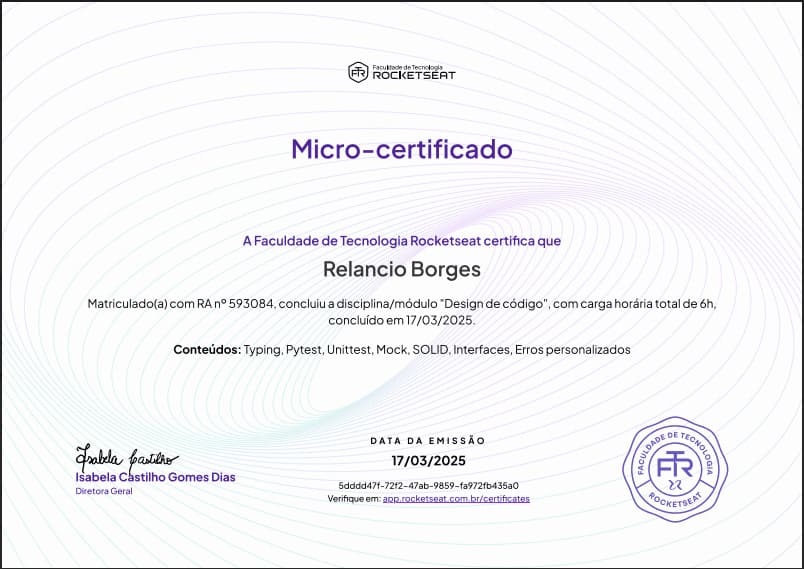 Faculdade de Tecnologia
ROCKETSEAT
Micro-certificado
A Faculdade de Tecnologia Rocketseat certifica que
Relancio Borges
Matriculado(a) com RA nº 593084, concluiu a disciplina/módulo "Design de código", com carga horária total de 6h,
concluído em 17/03/2025.
Conteúdos: Typing, Pytest, Unittest, Mock, SOLID, Interfaces, Erros personalizados
Isabela Castilho
Isabela Castilho Gomes Dias
Diretora Geral
DATA DA EMISSÃO
17/03/2025
5dddd47f-72f2-47ab-9859-fa972fb435a0
Verifique em: app.rocketseat.com.br/certificates
FACULDADE DE TECNOLOGIA
FTR
ROCKETSEAT